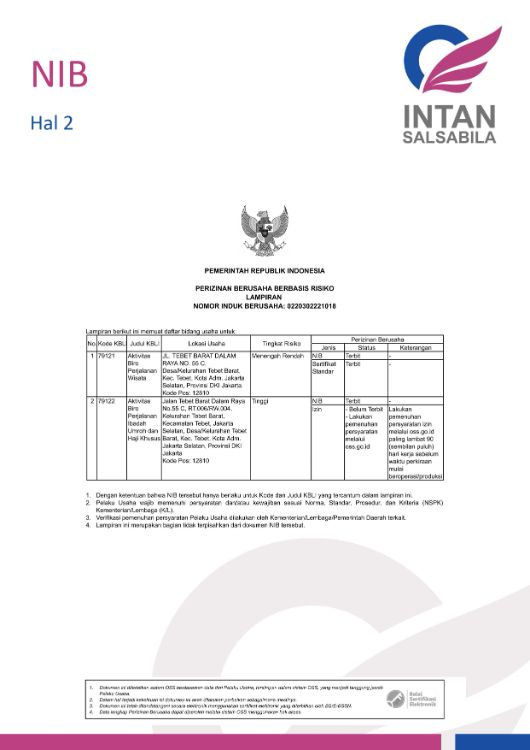 NIB
Hal 2
INTAN
SALSABILA
PEMERINTAH REPUBLIK INDONESIA
PERIZINAN BERUSAHA BERBASIS RISIKO
LAMPIRAN
NOMOR INDUK BERUSAHA: 0220302221018
Lampiran berikut ini memuat daftar bidang usaha untuk:
No Kode KBLI Judul KBLI Lokasi Usaha Tingkat Risiko Perizinan Berusaha
Jenis Status Keterangan
1 79121 Aktivitas Biro Perjalanan Wisata
JL. TEBET BARAT DALAM
RAYA NO. 55 C,
Desa/Kelurahan Tebet Barat,
Kec. Tebet, Kota Adm. Jakarta
Selatan, Provinsi DKI Jakarta
Kode Pos: 12810
Menengah Rendah
NIB Terbit -
Sertifikat Standar Terbit -
2 79122 Aktivitas Biro Perjalanan Ibadah Umroh dan Haji Khusus
Jalan Tebet Barat Dalam Raya
No.55 C, RT.006/RW.004.
Kelurahan Tebet Barat,
Kecamatan Tebet, Jakarta
Selatan, Desa/Kelurahan Tebet
Barat, Kec. Tebet, Kota Adm.
Jakarta Selatan, Provinsi DKI
Jakarta
Kode Pos: 12810
Tinggi
NIB Terbit -
Izin
- Belum Terbit
- Lakukan
pemenuhan
persyaratan
melalui
oss.go.id
Lakukan
pemenuhan
persyaratan izin
melalui oss.go.id
paling lambat 90
(sembilan puluh)
hari kerja sebelum
waktu perkiraan
mulai
beroperasi/produksi
1. Dengan ketentuan bahwa NIB tersebut hanya berlaku untuk Kode dan Judul KBLI yang tercantum dalam lampiran ini.
2. Pelaku Usaha wajib memenuhi persyaratan dan/atau kewajiban sesuai Norma, Standar, Prosedur, dan Kriteria (NSPK)
Kementerian/Lembaga (K/L).
3. Verifikasi pemenuhan persyaratan Pelaku Usaha dilakukan oleh Kementerian/Lembaga/Pemerintah Daerah terkait.
4. Lampiran ini merupakan bagian tidak terpisahkan dari dokumen NIB tersebut.
1. Dokumen ini diterbitkan sistem OSS berdasarkan data dari Pelaku Usaha, tersimpan dalam sistem OSS, yang menjadi tanggung jawab
Pelaku Usaha.
2. Dalam hal terjadi kekeliruan isi dokumen ini akan dilakukan perbaikan sebagaimana mestinya.
3. Dokumen ini telah ditandatangani secara elektronik menggunakan sertifikat elektronik yang diterbitkan oleh BSrE-BSSN.
4. Data lengkap Perizinan Berusaha dapat diperoleh melalui sistem OSS menggunakan hak akses.
Balai
Sertifikasi
Elektronik